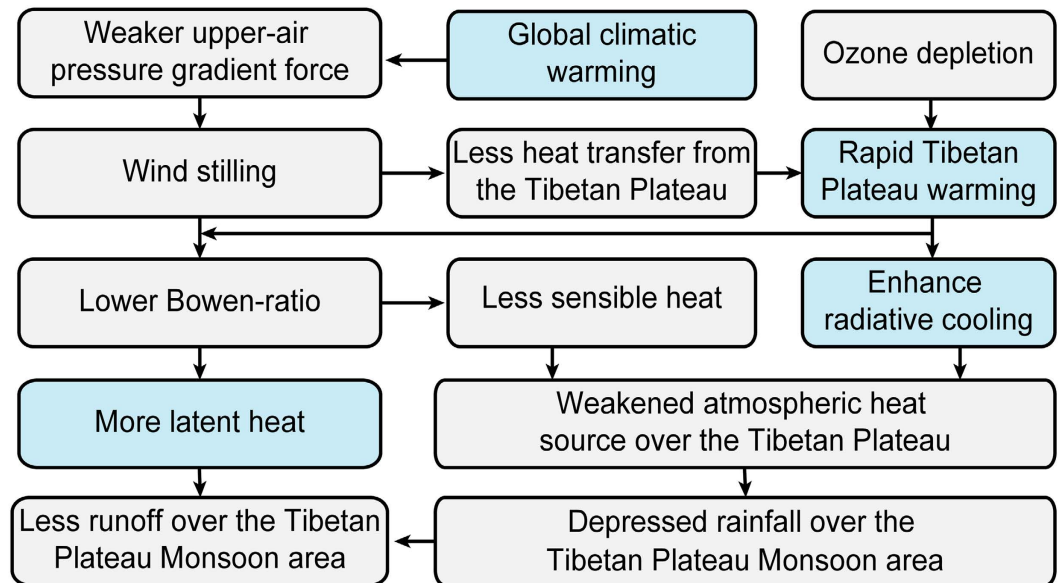 Weaker upper-air
pressure gradient force
Global climatic
warming
Ozone depletion
Wind stilling
Less heat transfer from
the Tibetan Plateau
Rapid Tibetan
Plateau warming
Lower Bowen-ratio
Less sensible heat
Enhance
radiative cooling
More latent heat
Weakened atmospheric heat
source over the Tibetan Plateau
Less runoff over the Tibetan
Plateau Monsoon area
Depressed rainfall over the
Tibetan Plateau Monsoon area